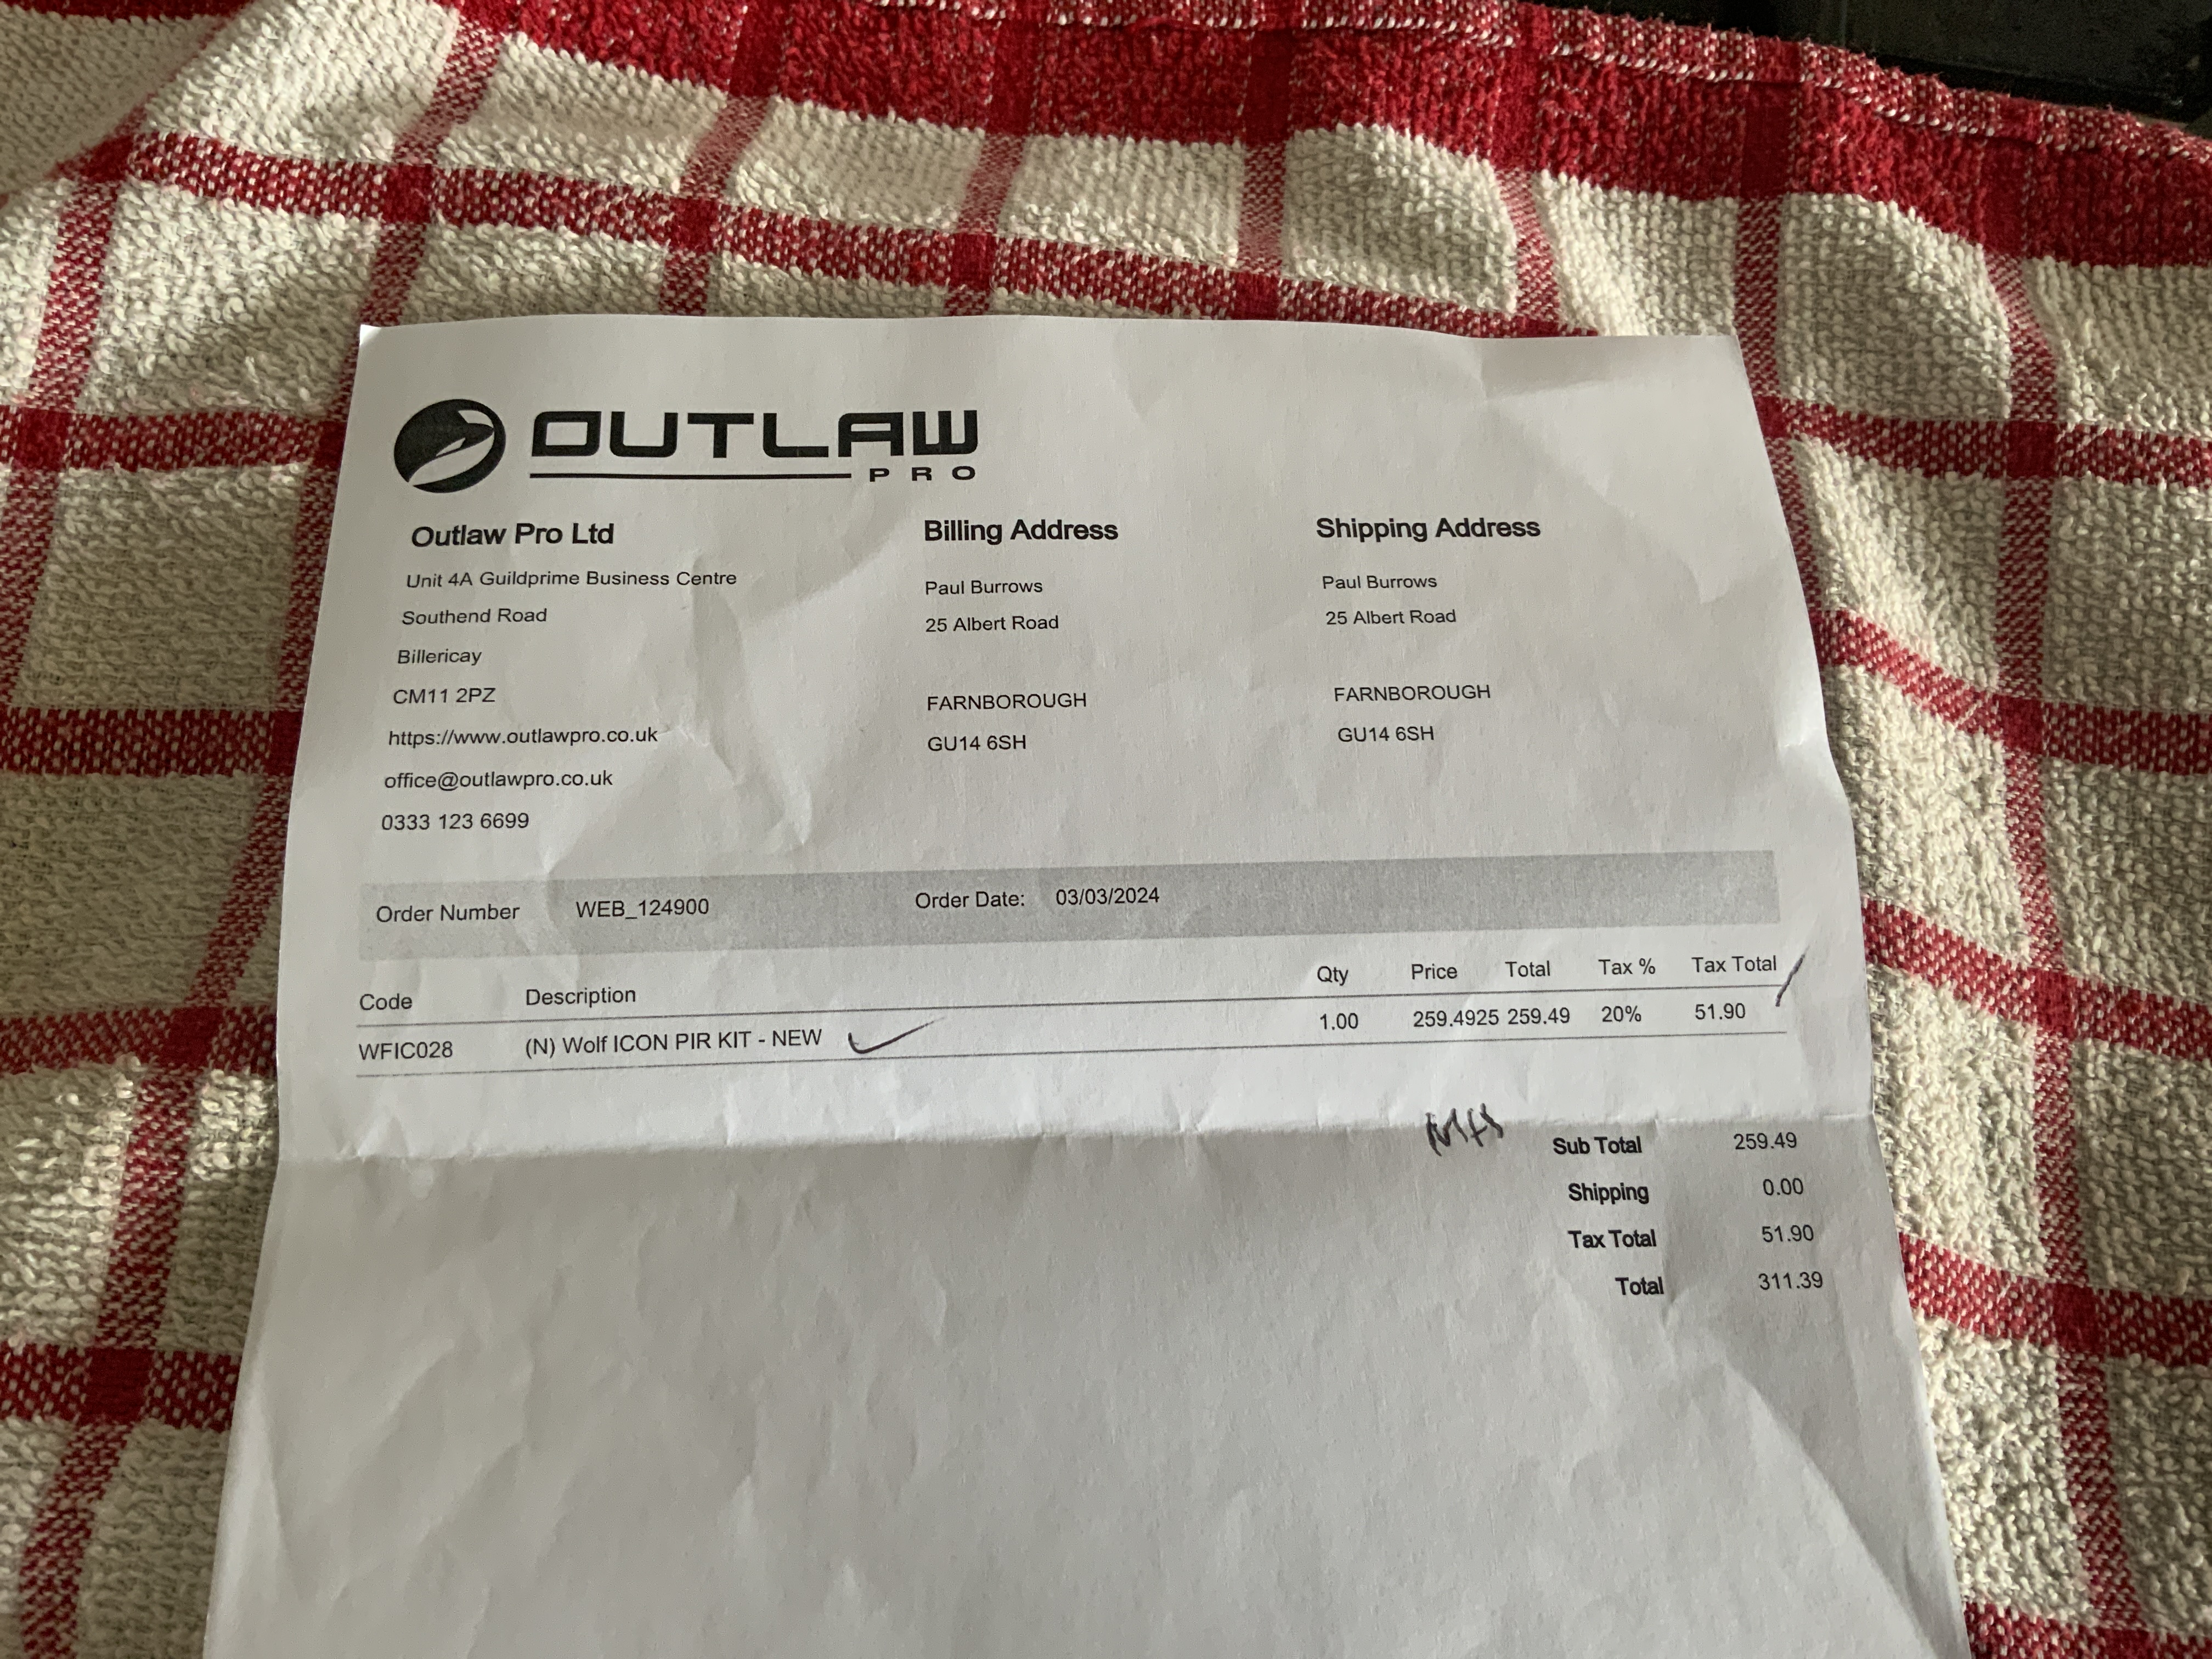 OUTLAW
PRO
Outlaw Pro Ltd
Unit 4A Guildprime Business Centre
Southend Road
Billericay
CM11 2PZ
https://www.outlawpro.co.uk
office@outlawpro.co.uk
0333 123 6699
Billing Address
Paul Burrows
25 Albert Road
FARNBOROUGH
GU14 6SH
Shipping Address
Paul Burrows
25 Albert Road
FARNBOROUGH
GU14 6SH
Order Number WEB_124900 Order Date: 03/03/2024
Code Description Qty Price Total Tax % Tax Total
WFIC028 (N) Wolf ICON PIR KIT - NEW 1.00 259.4925 259.49 20% 51.90
Sub Total 259.49
Shipping 0.00
Tax Total 51.90
Total 311.39